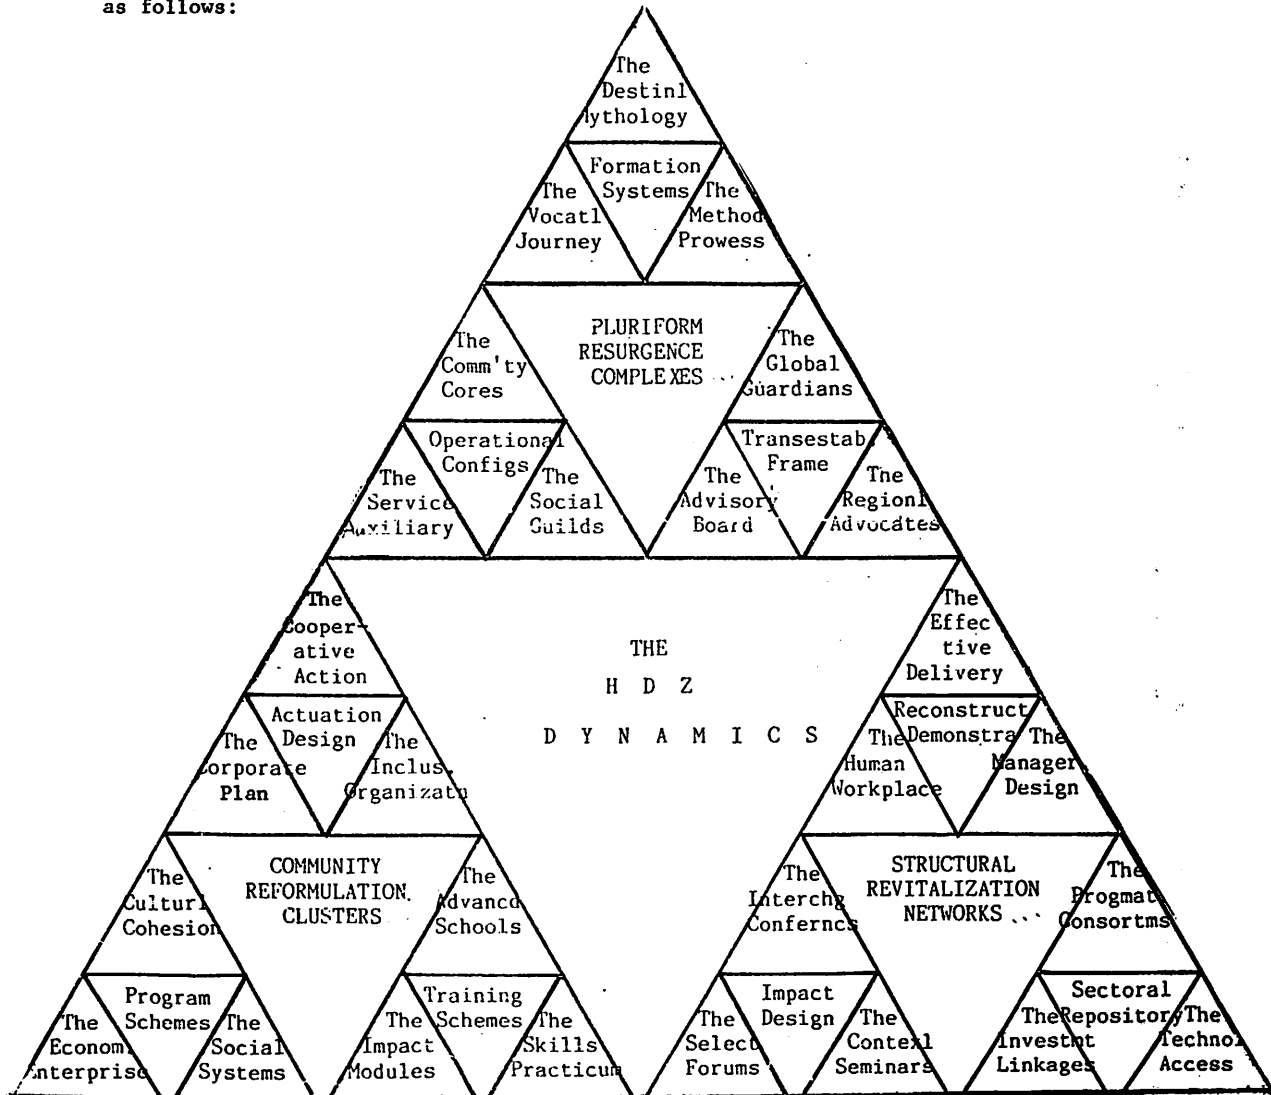 as follows:
The
Destinl
Mythology
Formation
Systems
The
Vocatl
Journey
The
Method
Prowess
PLURIFORM
RESURGENCE
COMPLEXES ...
The
Comm'ty
Cores
The
Global
Guardians
Operational
Configs
Transestab
Frame
The
Service
Auxiliary
The
Social
Guilds
The
Advisory
Board
The
Regionl
Advocates
THE
H D Z
D Y N A M I C S
The
Cooper-
ative
Action
The
Effec
tive
Delivery
Actuation
Design
Reconstruct
Demonstra
The
Corporate
Plan
The
Inclus.
Organizatn
The
Human
Workplace
The
Manager
Design
COMMUNITY
REFORMULATION
CLUSTERS
STRUCTURAL
REVITALIZATION
NETWORKS ...
The
Culturl
Cohesion
The
Advancd
Schools
The
Interchg
Conferncs
The
Progmat
Consortms
Program
Schemes
Training
Schemes
Impact
Design
Sectoral
Repository
The
Econom.
Enterprise
The
Social
Systems
The
Impact
Modules
The
Skills
Practicum
The
Select
Forums
The
Contexl
Seminars
The
Investnt
Linkages
The
Technol
Access